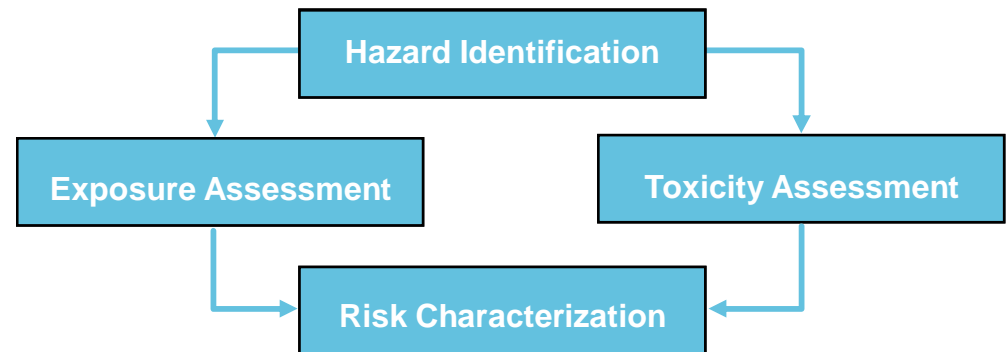 Hazard Identification
Exposure Assessment
Toxicity Assessment
Risk Characterization